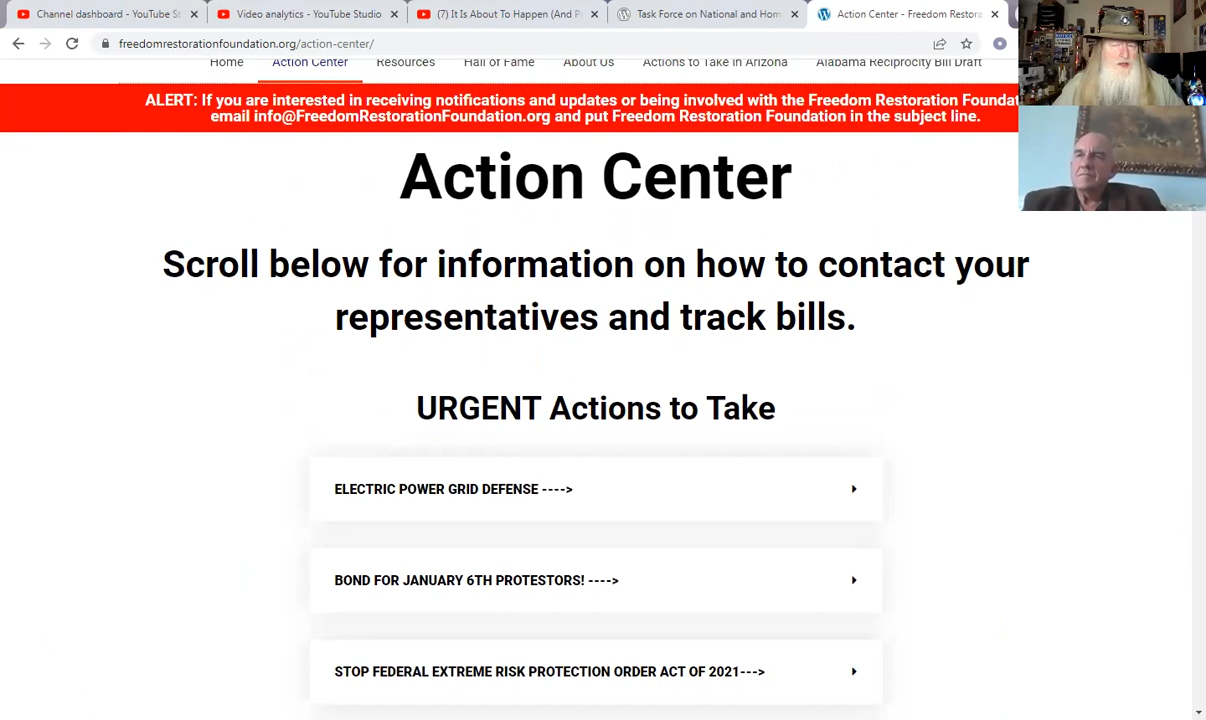 Channel dashboard - YouTube St
Video analytics - YouTube Studio
(7) It Is About To Happen (And P
Task Force on National and Hom
Action Center - Freedom Restora
freedomrestorationfoundation.org/action-center/
Home
Action Center
Resources
Hall of Fame
About Us
Actions to Take in Arizona
Alabama Reciprocity Bill Draft
ALERT: If you are interested in receiving notifications and updates or being involved with the Freedom Restoration Foundat
email info@FreedomRestorationFoundation.org and put Freedom Restoration Foundation in the subject line.
Action Center
Scroll below for information on how to contact your
representatives and track bills.
URGENT Actions to Take
ELECTRIC POWER GRID DEFENSE ---->
BOND FOR JANUARY 6TH PROTESTORS! ---->
STOP FEDERAL EXTREME RISK PROTECTION ORDER ACT OF 2021--->